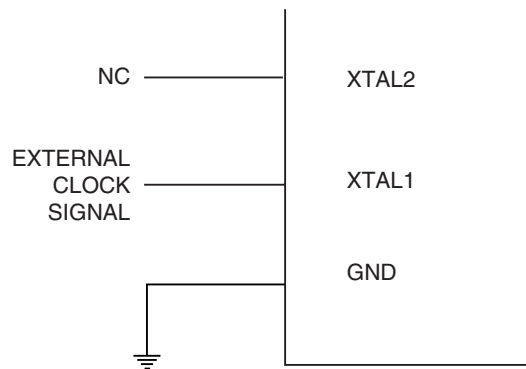 NC
XTAL2
EXTERNAL
CLOCK
SIGNAL
XTAL1
GND